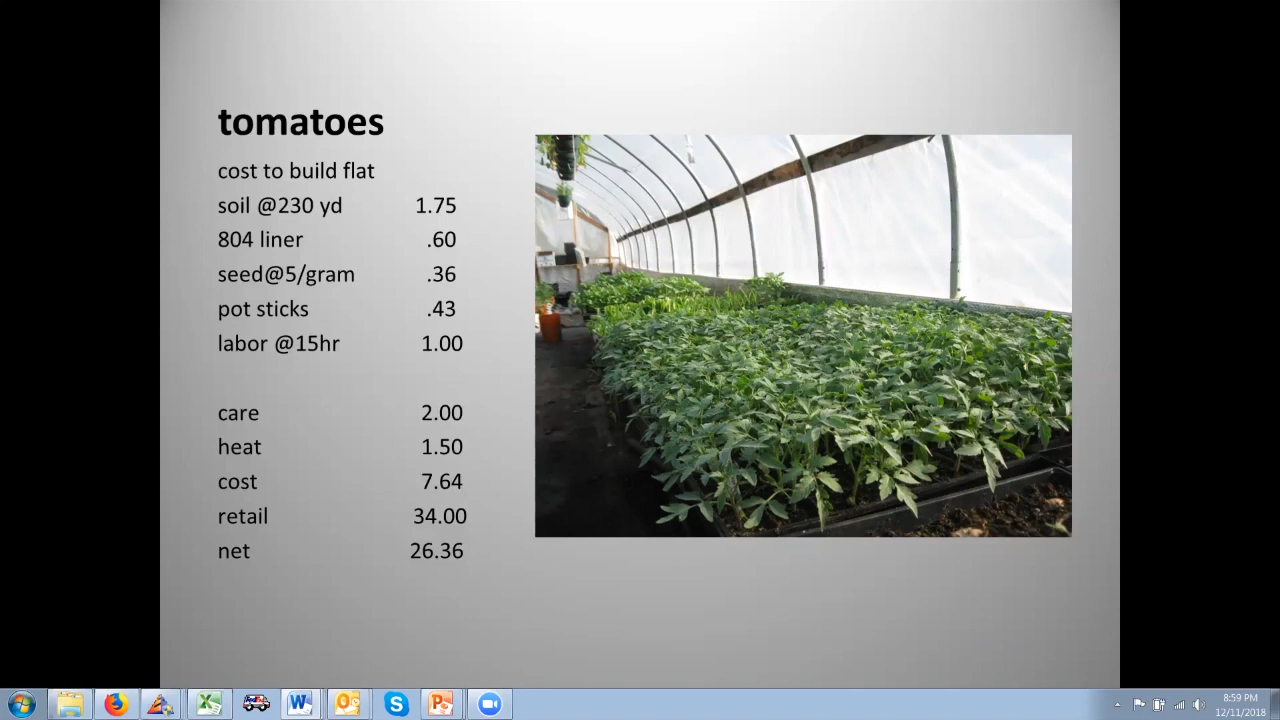 tomatoes
cost to build flat
soil @230 yd 1.75
804 liner .60
seed@5/gram .36
pot sticks .43
labor @15hr 1.00
care 2.00
heat 1.50
cost 7.64
retail 34.00
net 26.36
8:59 PM
12/11/2018